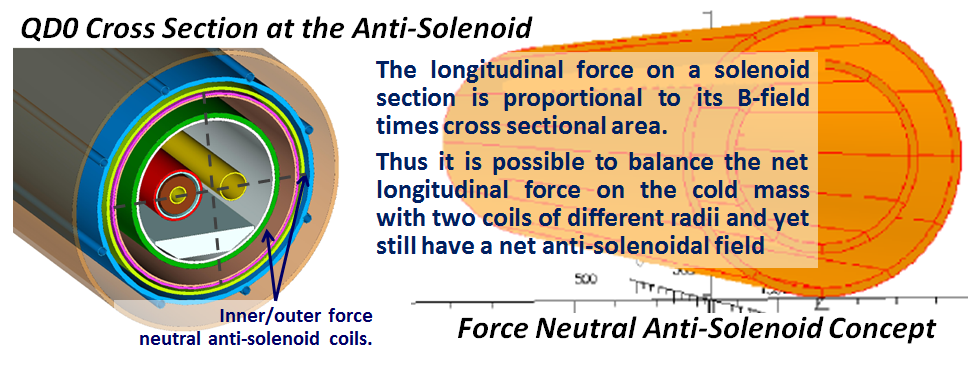 QD0 Cross Section at the Anti-Solenoid
The longitudinal force on a solenoid
section is proportional to its B-field
times cross sectional area.
Thus it is possible to balance the net
longitudinal force on the cold mass
with two coils of different radii and yet
still have a net anti-solenoidal field
500
Inner/outer force
neutral anti-solenoid coils.
Force Neutral Anti-Solenoid Concept